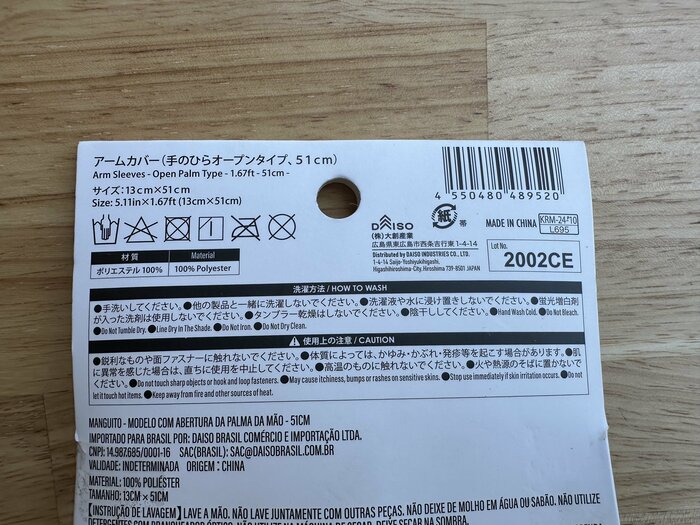 アームカバー(手のひらオープンタイプ、51cm)
Arm Sleeves - Open Palm Type - 1.67ft - 51cm -
サイズ:13cm×51cm
Size: 5.11in×1.67ft (13cm×51cm)
材質 Material
ポリエステル 100% 100% Polyester
4 550480 489520
紙
帯
DAISO
(株)大創産業
広島県東広島市西条吉行東 1-4-14
Distributed by DAISO INDUSTRIES CO., LTD.
1-4-14 Saijo-Yoshiyukihigashi,
Higashihiroshima-City, Hiroshima 739-8501 JAPAN
MADE IN CHINA
KRM-24*10
L695
Lot No.
2002CE
洗濯方法 / HOW TO WASH
●手洗いしてください。●他の製品と一緒に洗濯しないでください。●洗濯液や水に浸け置きしないでください。●蛍光増白剤
が入った洗剤は使用しないでください。●タンブラー乾燥はしないでください。●陰干ししてください。●Hand Wash Cold. ●Do Not Bleach.
●Do Not Tumble Dry. ●Line Dry In The Shade. ●Do Not Iron. ●Do Not Dry Clean.
使用上の注意 / CAUTION
●鋭利なものや面ファスナーに触れないでください。●体質によっては、かゆみ・かぶれ・発疹等を起こす場合があります。●肌
に異常を感じた場合は、直ちに使用を中止してください。●高温のものに触れないでください。●火や熱源のそばに置かないで
ください。●Do not touch sharp objects or hook and loop fasteners. ●May cause itchiness, bumps or rashes on sensitive skins. ●Stop use immediately if skin irritation occurs. ●Do not
let it touch hot items. ●Keep away from fire and other sources of heat.
MANGUITO - MODELO COM ABERTURA DA PALMA DA MÃO - 51CM
IMPORTADO PARA BRASIL POR: DAISO BRASIL COMÉRCIO E IMPORTAÇÃO LTDA.
CNPJ: 14.987.685/0001-16 SAC(BRASIL): SAC@DAISOBRASIL.COM.BR
VALIDADE: INDETERMINADA ORIGEM: CHINA
MATERIAL: 100% POLIÉSTER
TAMANHO: 13CM × 51CM
【INSTRUÇÃO DE LAVAGEM】LAVE A MÃO. NÃO LAVE JUNTAMENTE COM OUTRAS PEÇAS. NÃO DEIXE DE MOLHO EM ÁGUA OU SABÃO. NÃO UTILIZE
DETERGENTES COM BRANQUEADOR ÓPTICO. NÃO UTILIZE NA MÁQUINA DE SECAR. DEIXE SECAR NA SOMBRA.